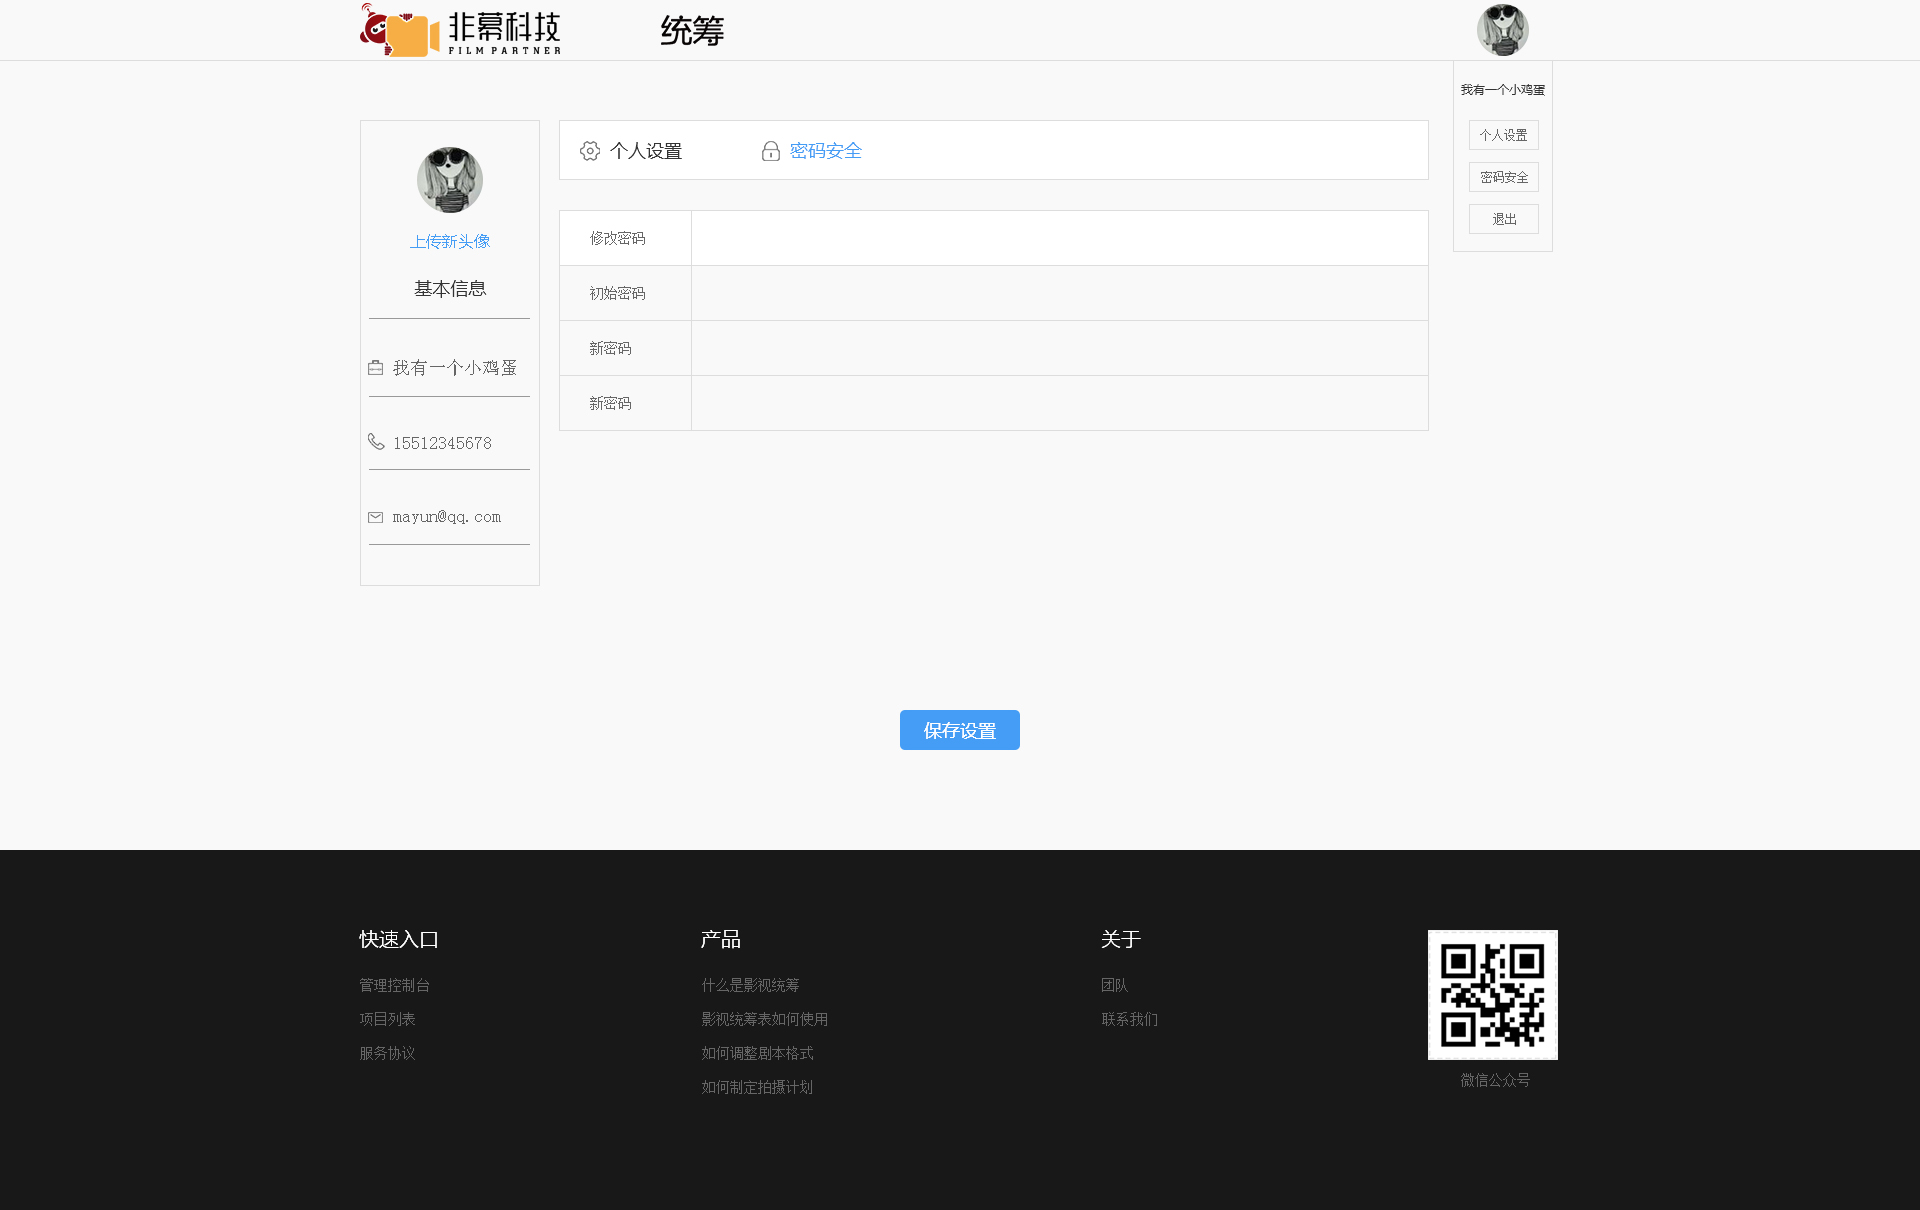 非幕科技
FILM PARTNER
统筹
我有一个小鸡蛋
个人设置
密码安全
退出
上传新头像
基本信息
我有一个小鸡蛋
15512345678
mayun@qq.com
个人设置
密码安全
修改密码
初始密码
新密码
新密码
保存设置
快速入口
管理控制台
项目列表
服务协议
产品
什么是影视统筹
影视统筹表如何使用
如何调整剧本格式
如何制定拍摄计划
关于
团队
联系我们
微信公众号